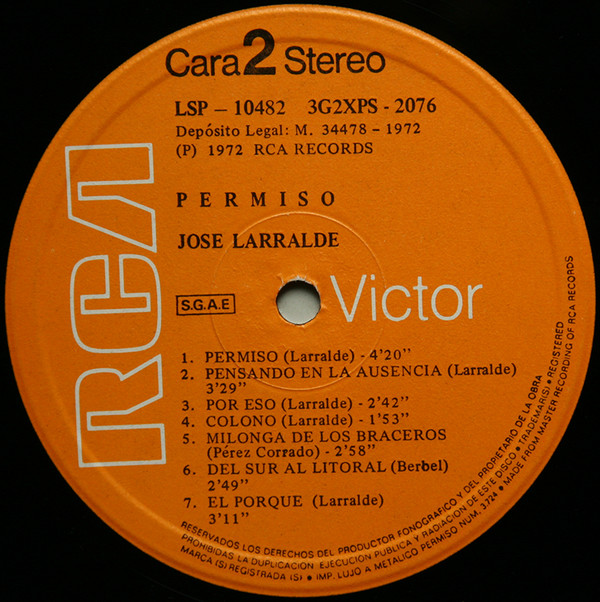 Cara 2 Stereo
LSP – 10482 3G2XPS - 2076
Depósito Legal: M. 34478 – 1972
(P) 1972 RCA RECORDS
PERMISO
JOSE LARRALDE
RCA
S.G.A.E
Victor
1. PERMISO (Larralde) - 4’20’’
2. PENSANDO EN LA AUSENCIA (Larralde)
3’29’’
3. POR ESO (Larralde) - 2’42’’
4. COLONO (Larralde) - 1’53’’
5. MILONGA DE LOS BRACEROS
(Pérez Corrado) - 2’58’’
6. DEL SUR AL LITORAL (Berbel)
2’49’’
7. EL PORQUE (Larralde)
3’11’’
RESERVADOS LOS DERECHOS DEL PRODUCTOR FONOGRAFICO Y DEL PROPIETARIO DE LA OBRA
PROHIBIDAS LA DUPLICACION EJECUCION PUBLICA Y RADIACION DE ESTE DISCO • TRADEMARK(S) • REGISTERED
MARCA (S) REGISTRADA (S) • IMP. LUJO A METALICO PERMISO NUM. 3724 • MADE FROM MASTER RECORDING OF RCA RECORDS